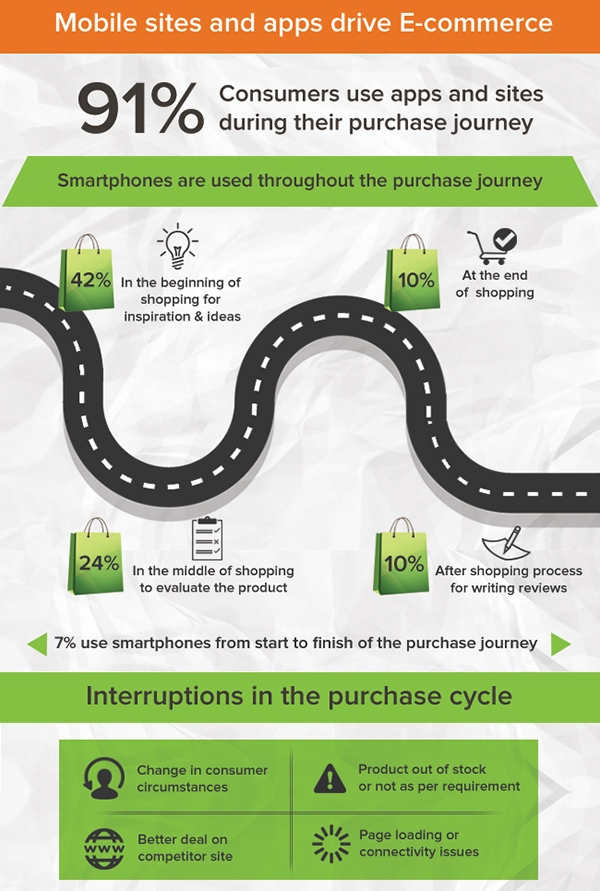 Mobile sites and apps drive E-commerce
91%
Consumers use apps and sites
during their purchase journey
Smartphones are used throughout the purchase journey
42%
In the beginning of
shopping for
inspiration & ideas
10%
At the end
of shopping
24%
In the middle of shopping
to evaluate the product
10%
After shopping process
for writing reviews
7% use smartphones from start to finish of the purchase journey
Interruptions in the purchase cycle
Change in consumer
circumstances
Product out of stock
or not as per requirement
www
Better deal on
competitor site
Page loading or
connectivity issues